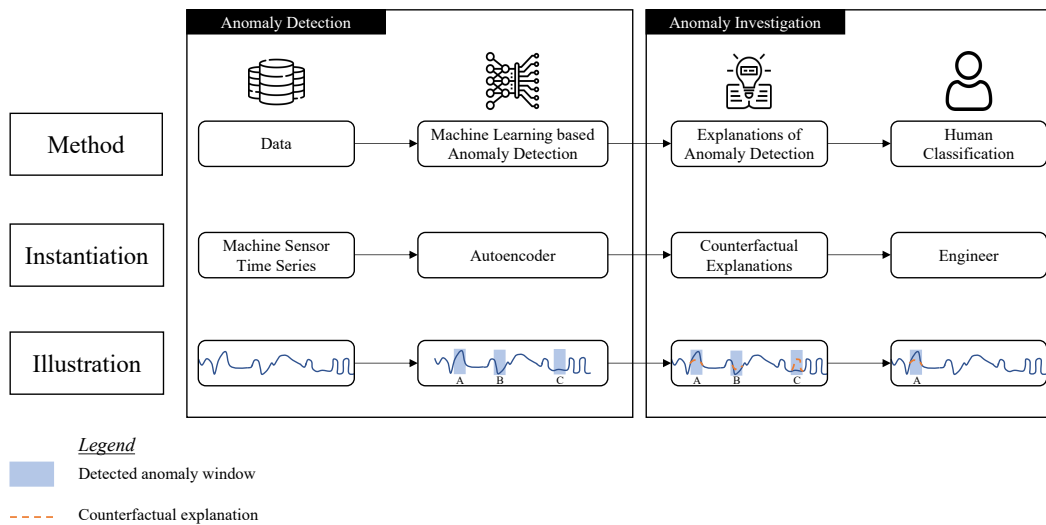 Anomaly Detection
Anomaly Investigation
Method
Data
Machine Learning based
Anomaly Detection
Explanations of
Anomaly Detection
Human
Classification
Instantiation
Machine Sensor
Time Series
Autoencoder
Counterfactual
Explanations
Engineer
Illustration
A
B
C
A
B
C
A
Legend
Detected anomaly window
Counterfactual explanation